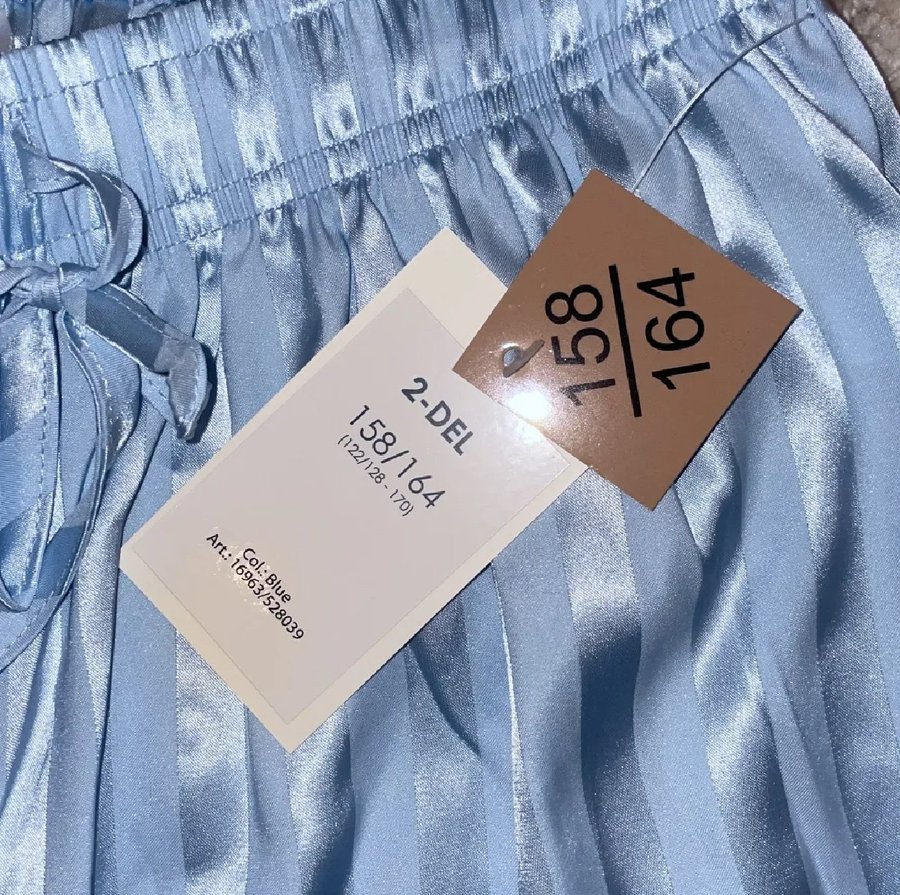 158
164
2-DEL
158/164
(122/128 - 170)
Col.: Blue
Art.: 16963/528039